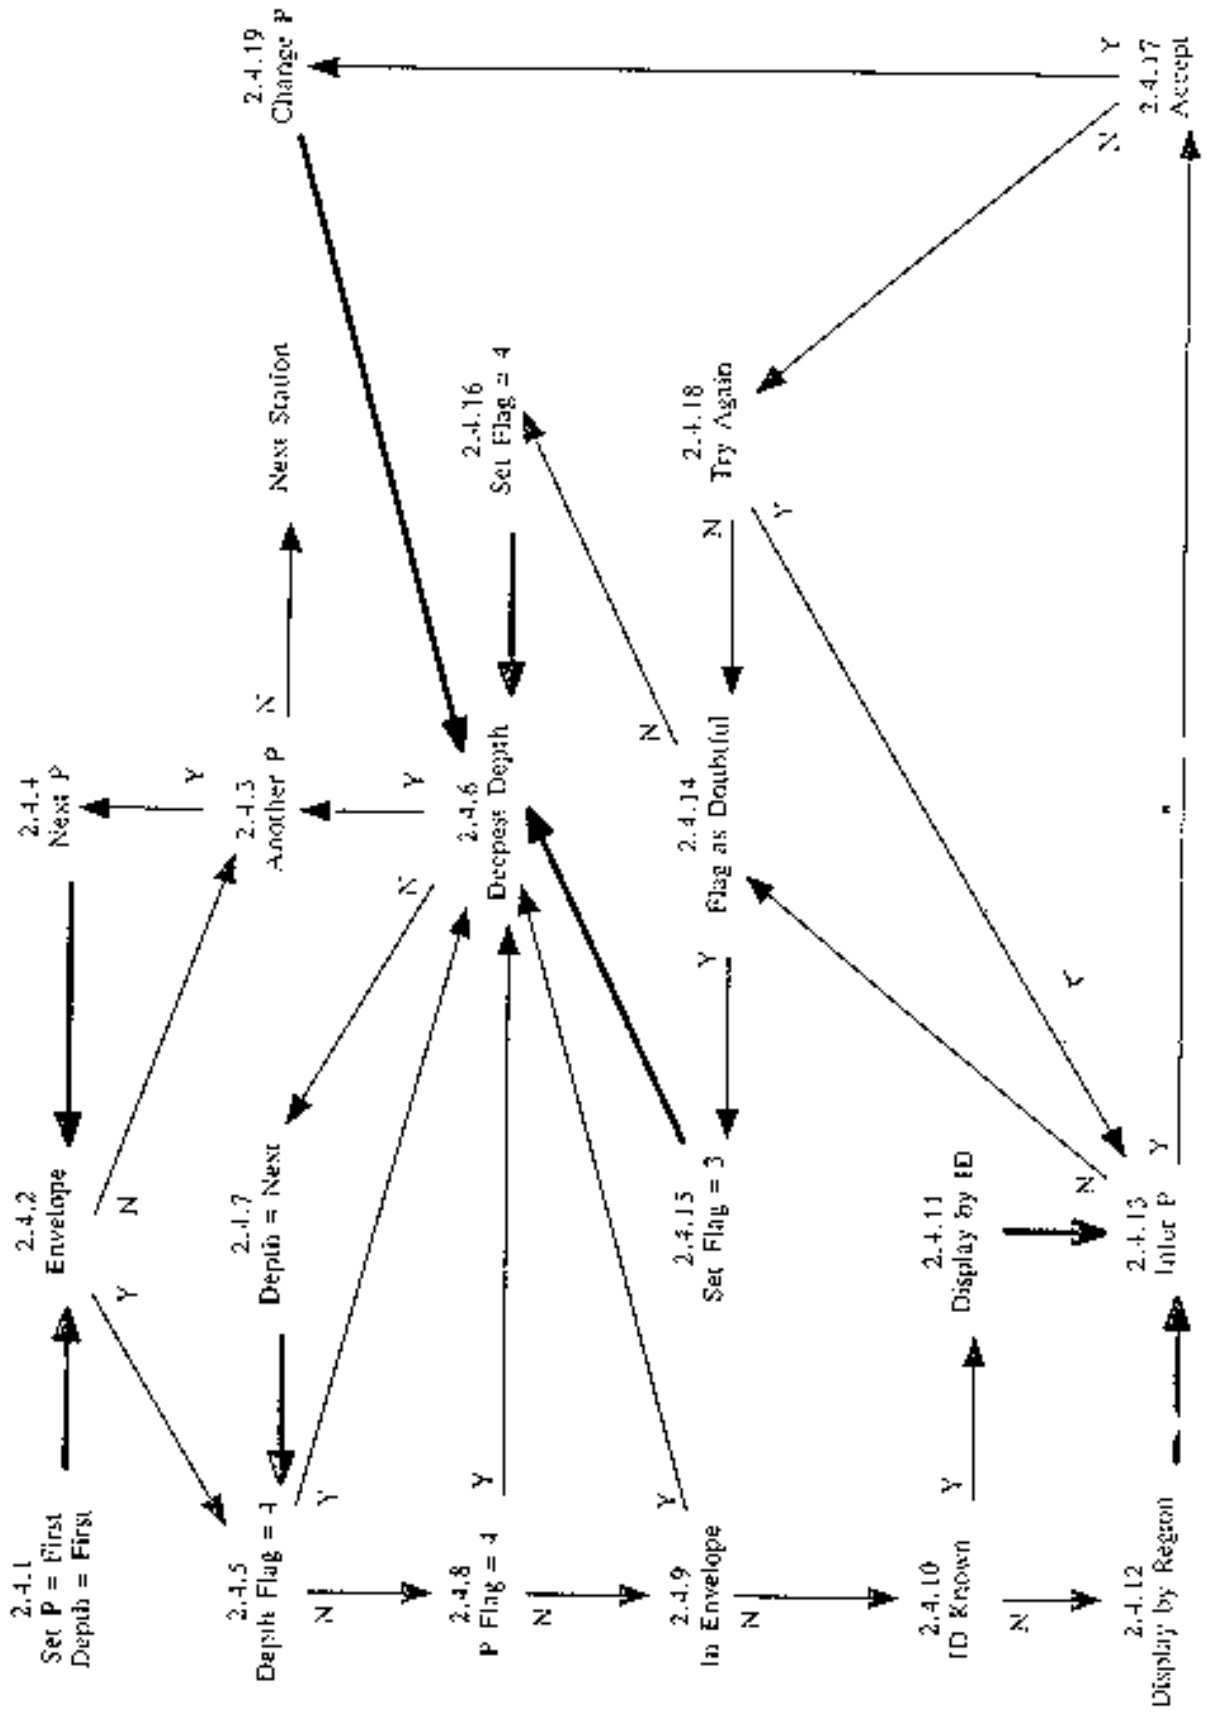 2.4.1
Set P = First
Depth = First
2.4.2
Envelope
Y
N
2.4.4
Next P
Y
2.4.3
Another P
N
Next Station
2.4.19
Change P
2.4.5
Depth Flag = 4
Y
N
2.4.7
Depth = Next
N
Y
2.4.6
Deepest Depth
2.4.16
Set Flag = 4
2.4.8
P Flag = 4
Y
N
2.4.9
In Envelope
Y
N
2.4.15
Set Flag = 3
Y
2.4.14
Flag as Doubtful
N
2.4.18
Try Again
N
Y
2.4.10
ID Known
Y
N
2.4.11
Display by ID
2.4.12
Display by Region
2.4.13
Infer P
N
Y
2.4.17
Accept
N
Y